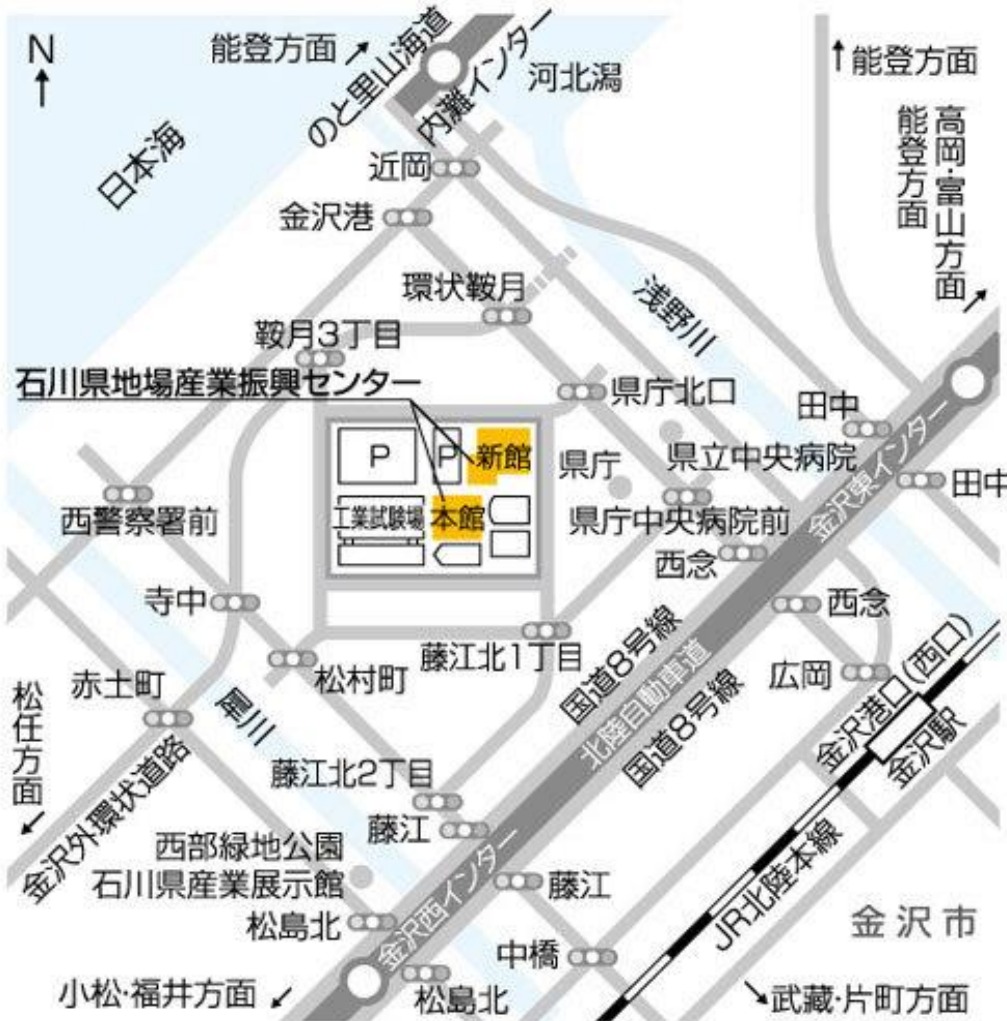 N
能登方面
のと里山海道
内灘インター
河北潟
能登方面
高岡・富山方面
能登方面
日本海
近岡
金沢港
環状鞍月
浅野川
鞍月3丁目
石川県地場産業振興センター
県庁北口
田中
P
P
新館
県庁
県立中央病院
金沢東インター
田中
西警察署前
工業試験場
本館
県庁中央病院前
西念
寺中
西念
藤江北1丁目
国道8号線
北陸自動車道
国道8号線
広岡
金沢港口(西口)
金沢駅
松村町
赤土町
松任方面
犀川
金沢外環状道路
藤江北2丁目
藤江
西部緑地公園
石川県産業展示館
藤江
JR北陸本線
金沢市
松島北
金沢西インター
中橋
小松・福井方面
松島北
武蔵・片町方面